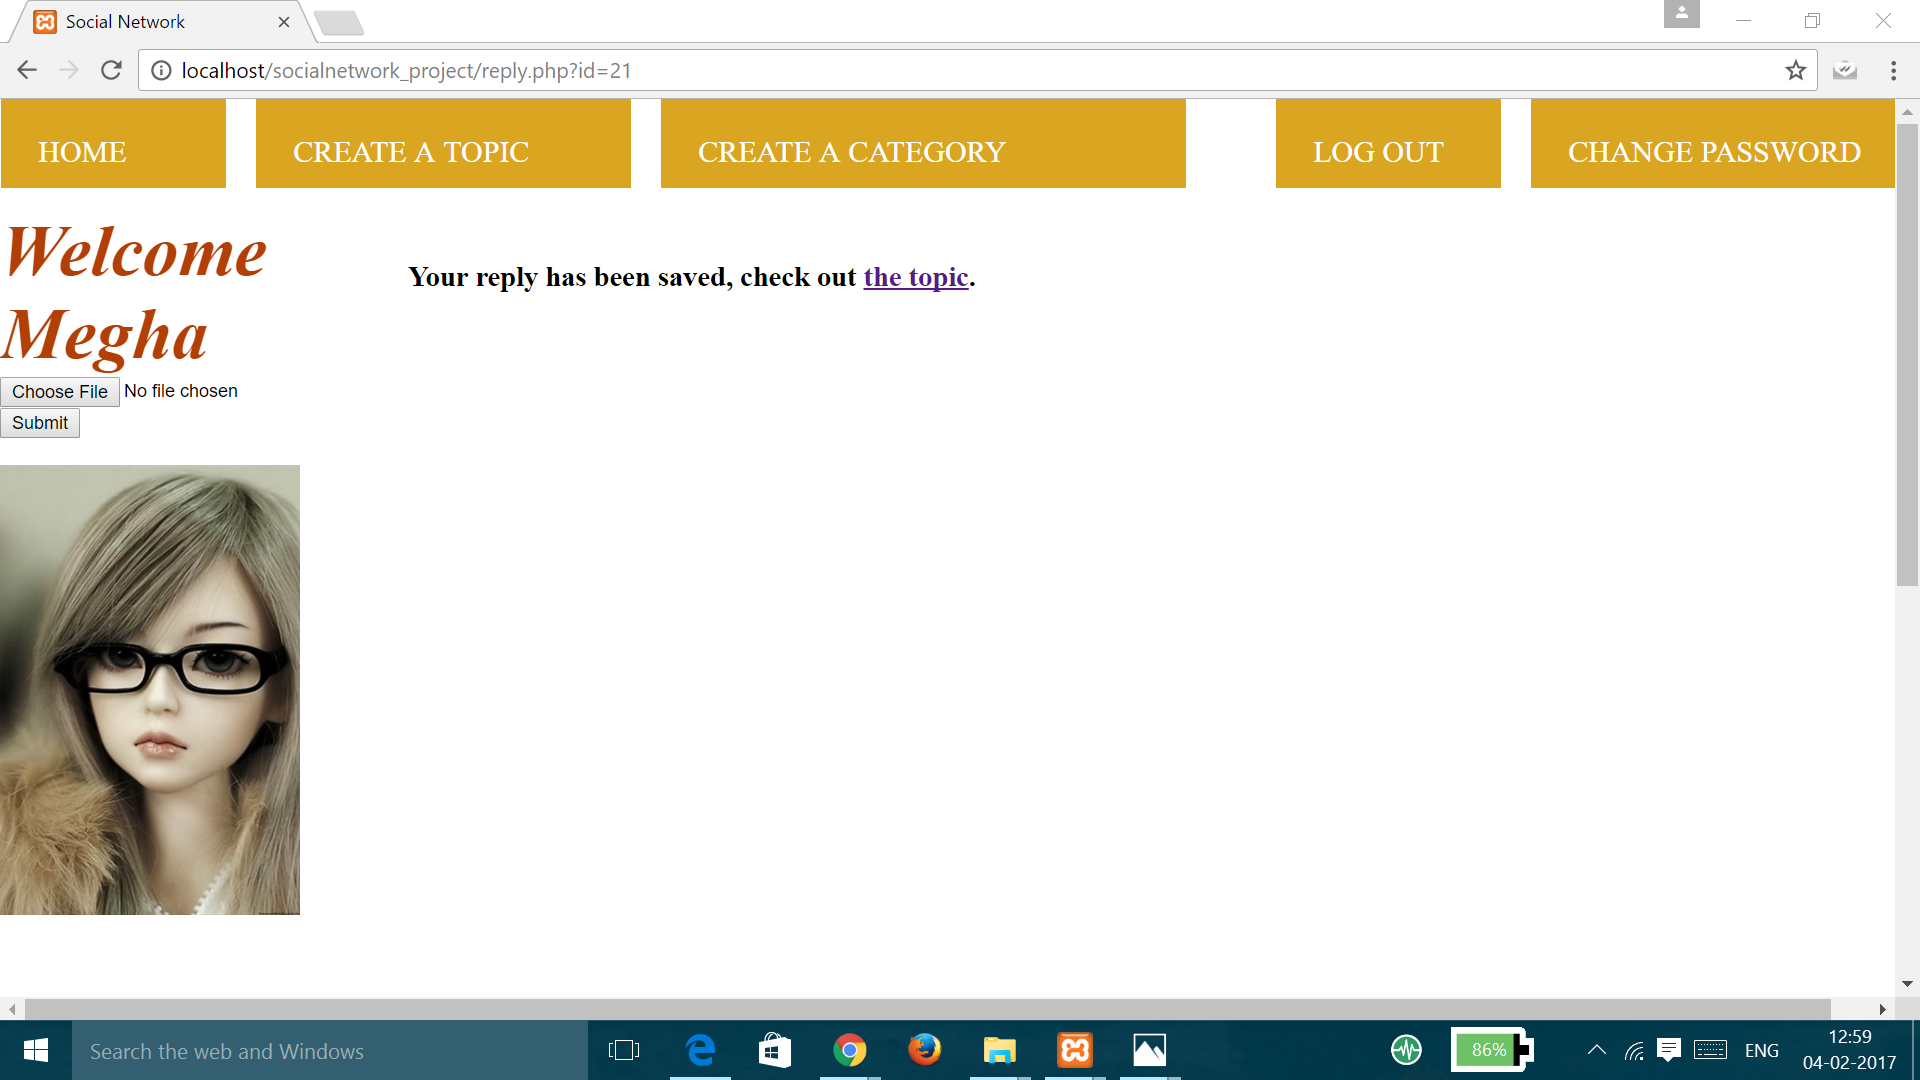 Social Network
localhost/socialnetwork_project/reply.php?id=21
HOME CREATE A TOPIC CREATE A CATEGORY LOG OUT CHANGE PASSWORD
Welcome
Megha
Your reply has been saved, check out the topic.
Choose File No file chosen
Submit
Search the web and Windows
86%
ENG
12:59
04-02-2017